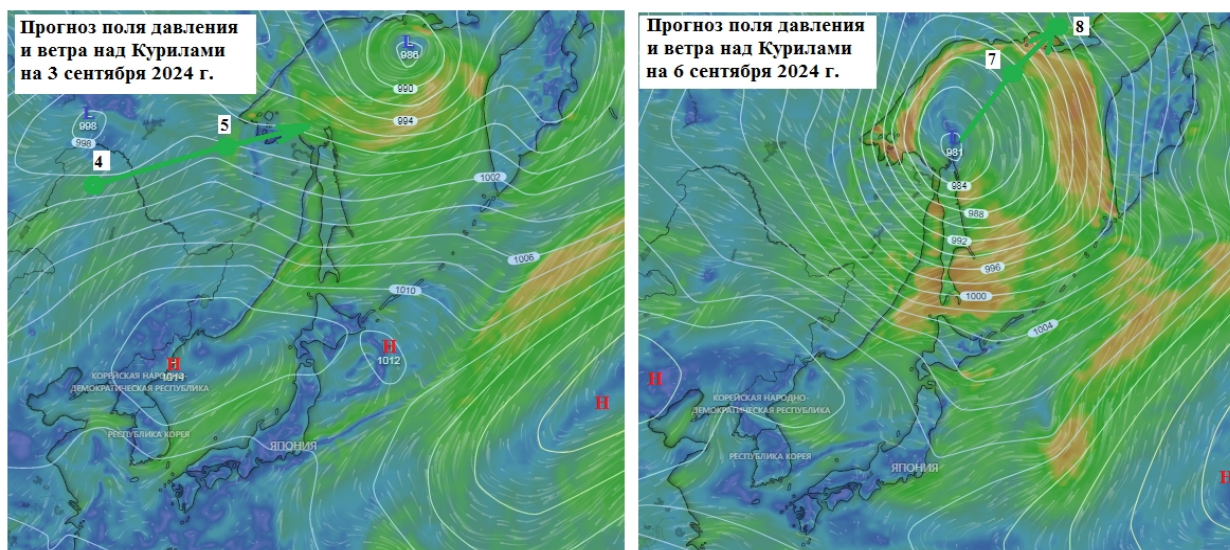 Прогноз поля давления
и ветра над Курилами
на 3 сентября 2024 г.
L
986
990
994
L
998
998
5
4
1002
1006
1010
H
1012
H
1014
КОРЕЙСКАЯ НАРОДНО-
ДЕМОКРАТИЧЕСКАЯ РЕСПУБЛИКА
H
РЕСПУБЛИКА КОРЕЯ
ЯПОНИЯ
Прогноз поля давления
и ветра над Курилами
на 6 сентября 2024 г.
8
7
L
981
984
988
992
996
1000
1004
H
КОРЕЙСКАЯ НАРОДНО-
ДЕМОКРАТИЧЕСКАЯ РЕСПУБЛИКА
РЕСПУБЛИКА КОРЕЯ
ЯПОНИЯ
H